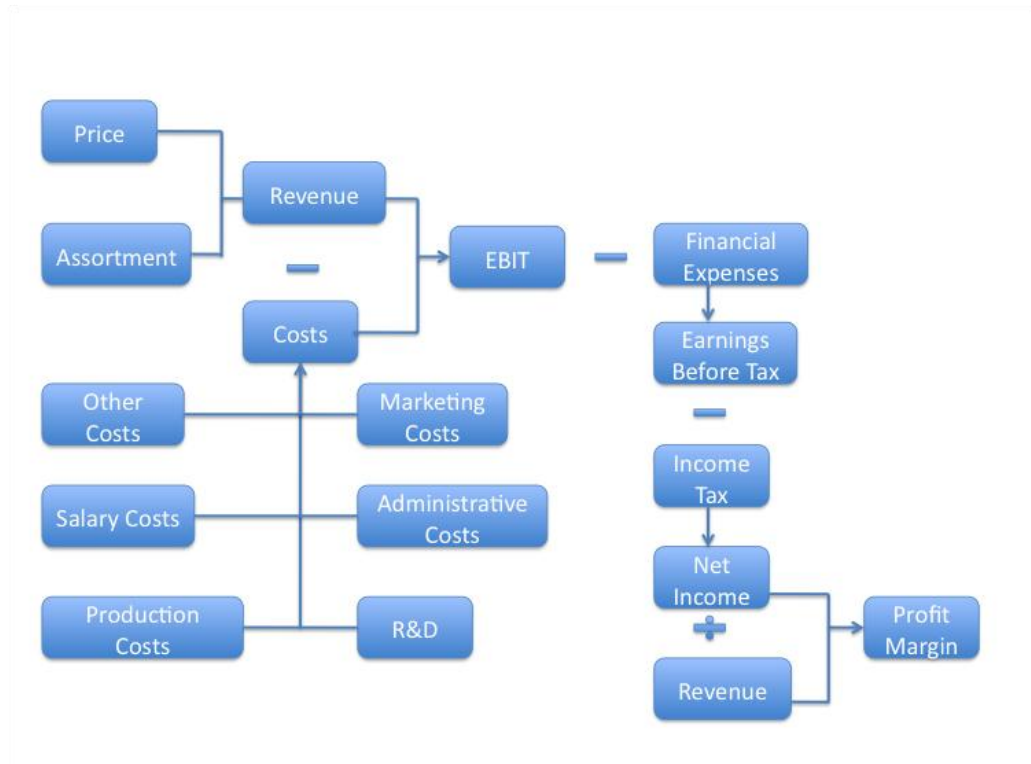 Price
Assortment
Revenue
−
Costs
EBIT
−
Financial
Expenses
Earnings
Before Tax
−
Income
Tax
Net
Income
÷
Revenue
Profit
Margin
Other
Costs
Marketing
Costs
Salary Costs
Administrative
Costs
Production
Costs
R&D